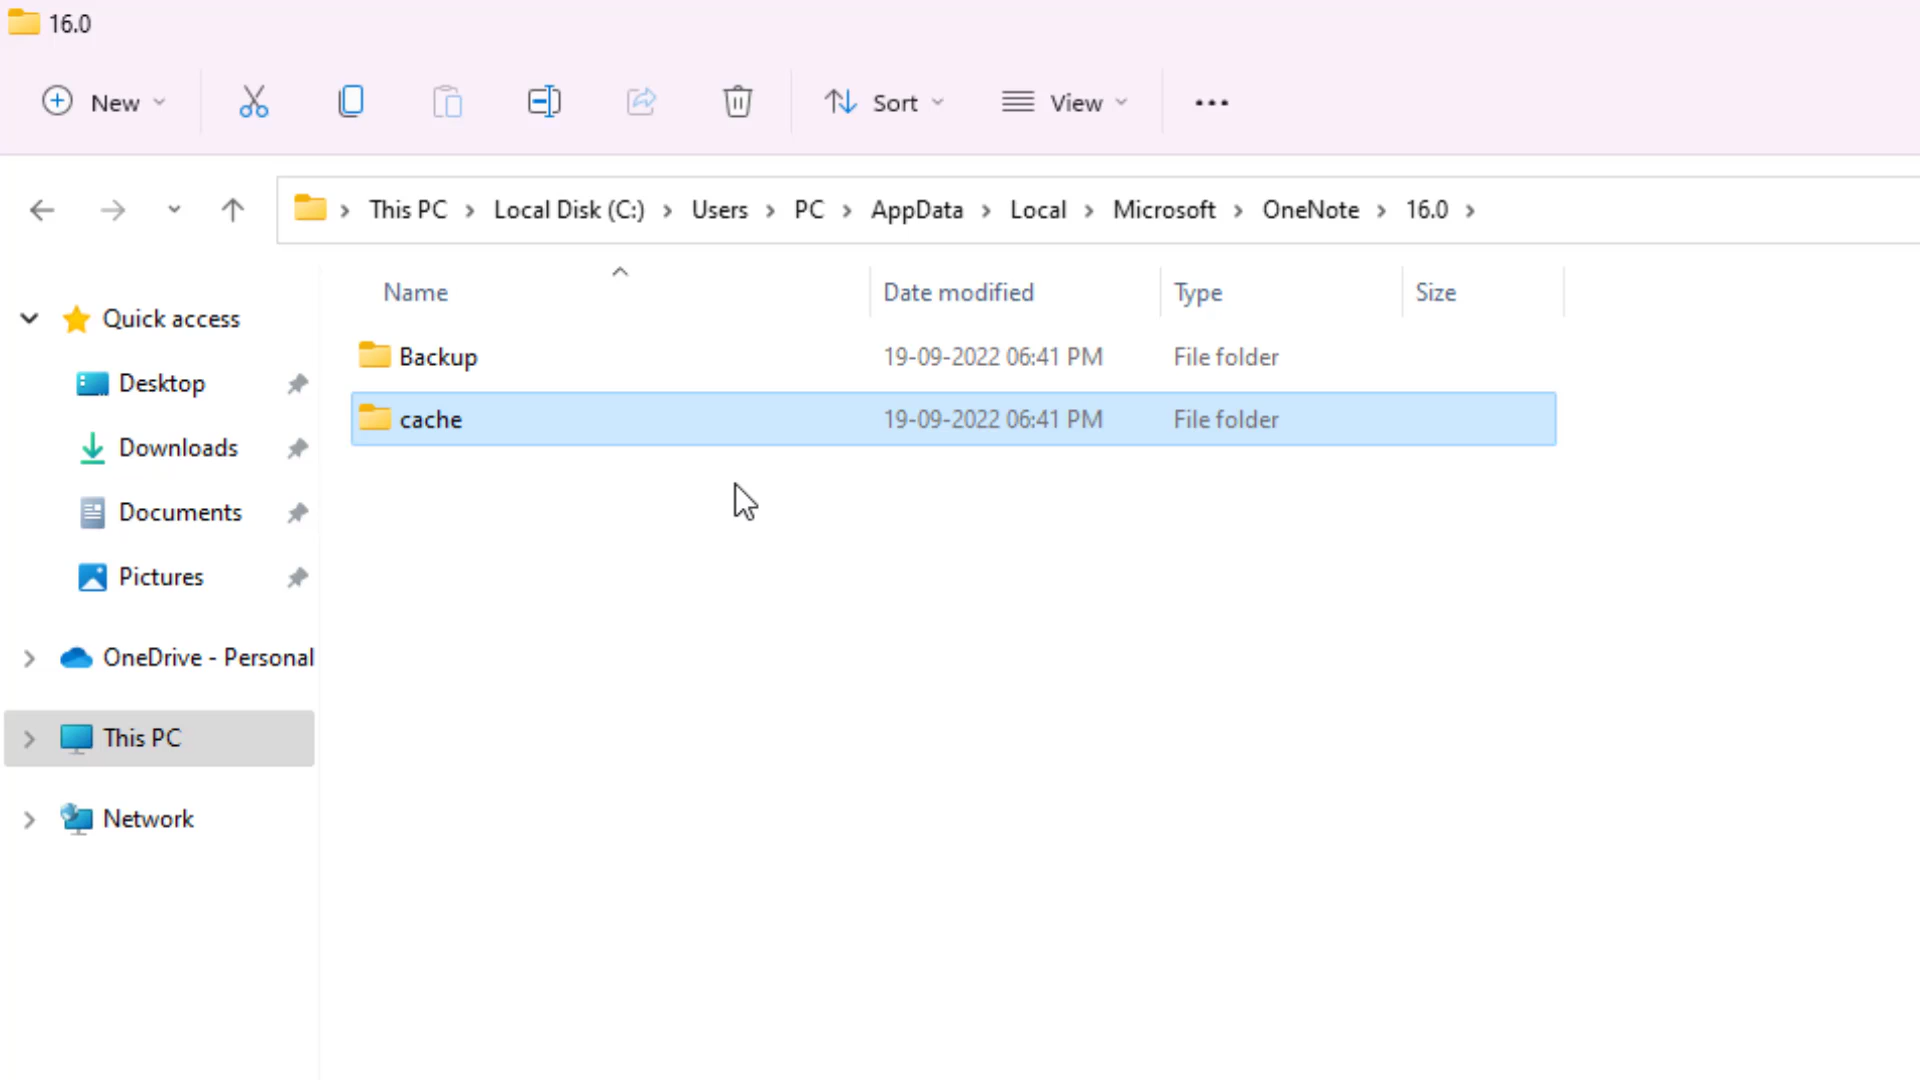 16.0
New
Sort
View
This PC > Local Disk (C:) > Users > PC > AppData > Local > Microsoft > OneNote > 16.0 >
Name Date modified Type Size
Backup 19-09-2022 06:41 PM File folder
cache 19-09-2022 06:41 PM File folder
Quick access
Desktop
Downloads
Documents
Pictures
OneDrive - Personal
This PC
Network